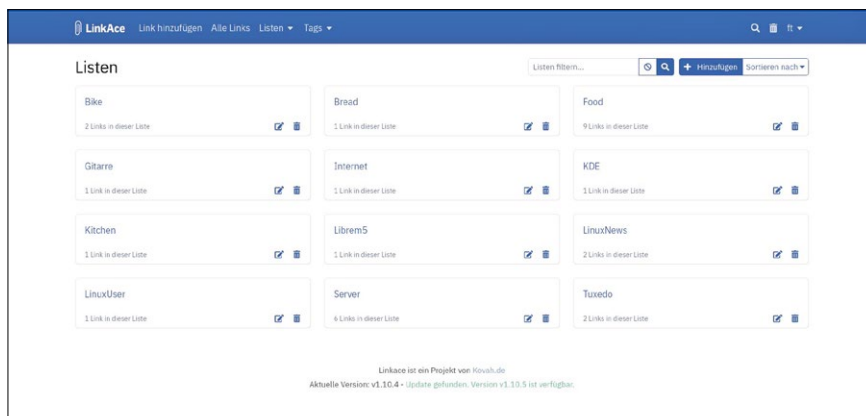 LinkAce Link hinzufügen Alle Links Listen Tags ft
Listen
Listen filtern... Hinzufügen Sortieren nach
Bike Bread Food
2 Links in dieser Liste 1 Link in dieser Liste 9 Links in dieser Liste
Gitarre Internet KDE
1 Link in dieser Liste 1 Link in dieser Liste 1 Link in dieser Liste
Kitchen Librem5 LinuxNews
1 Link in dieser Liste 1 Link in dieser Liste 2 Links in dieser Liste
LinuxUser Server Tuxedo
1 Link in dieser Liste 6 Links in dieser Liste 2 Links in dieser Liste
Linkace ist ein Projekt von Kovah.de
Aktuelle Version: v1.10.4 - Update gefunden. Version v1.10.5 ist verfügbar.